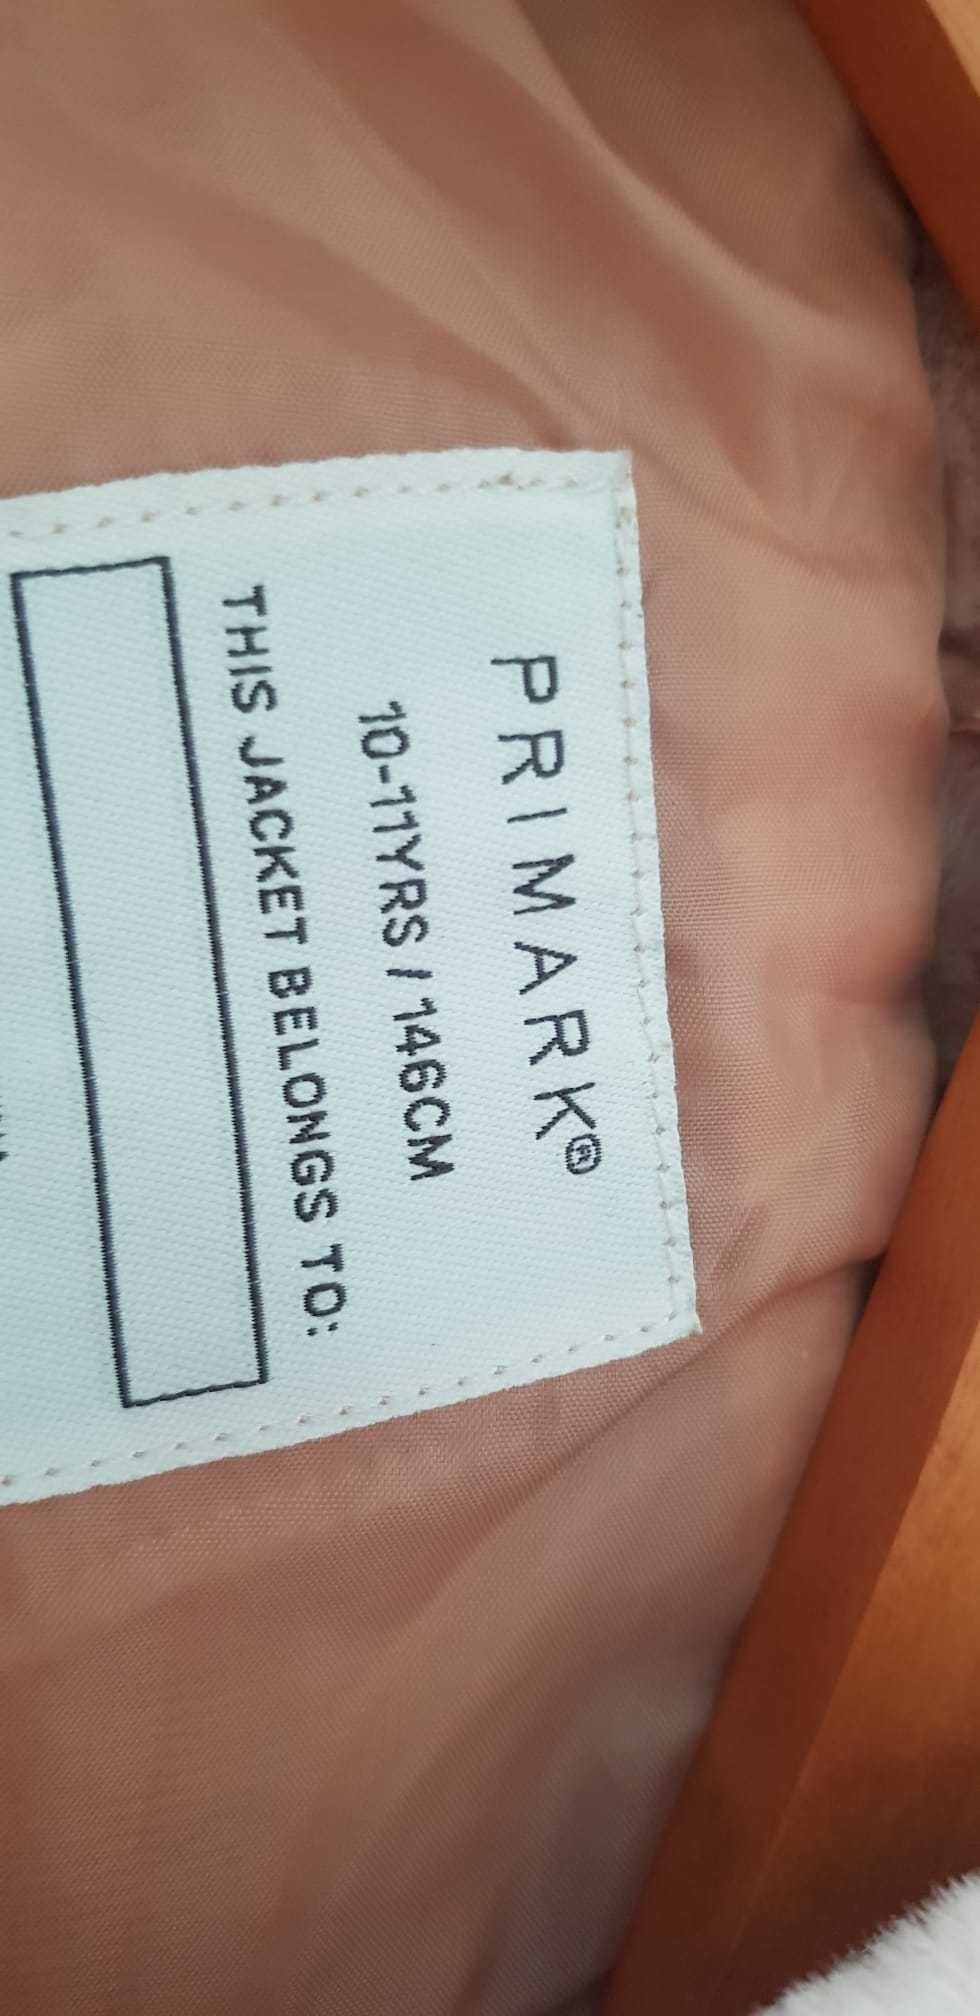 PRIMARK®
10-11YRS / 146CM
THIS JACKET BELONGS TO: